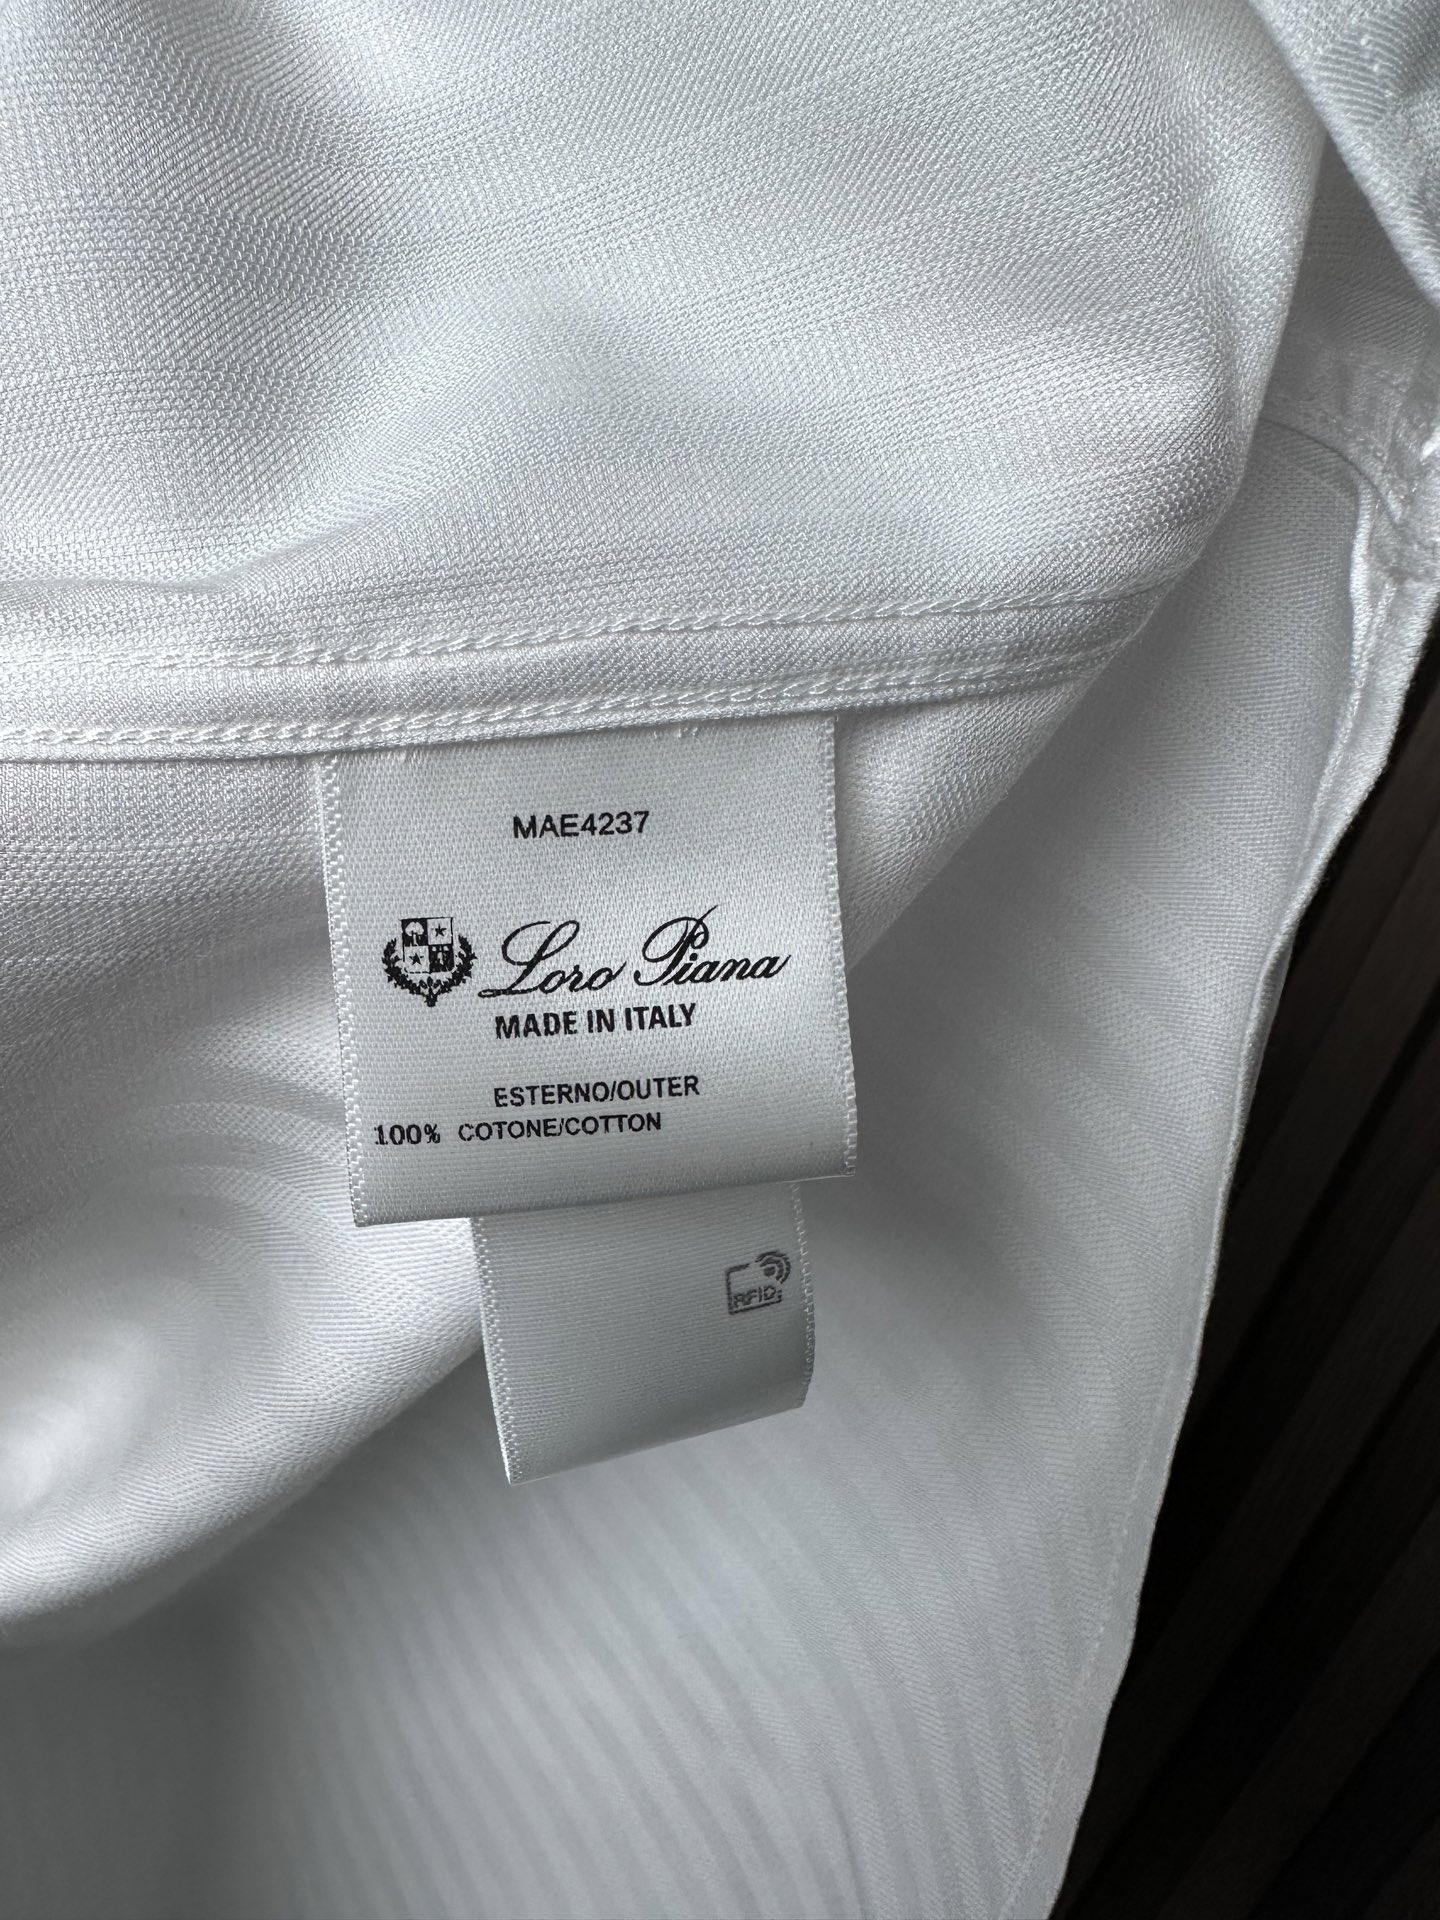 MAE4237
Loro Piana
MADE IN ITALY
ESTERNO/OUTER
100% COTONE/COTTON
RFID